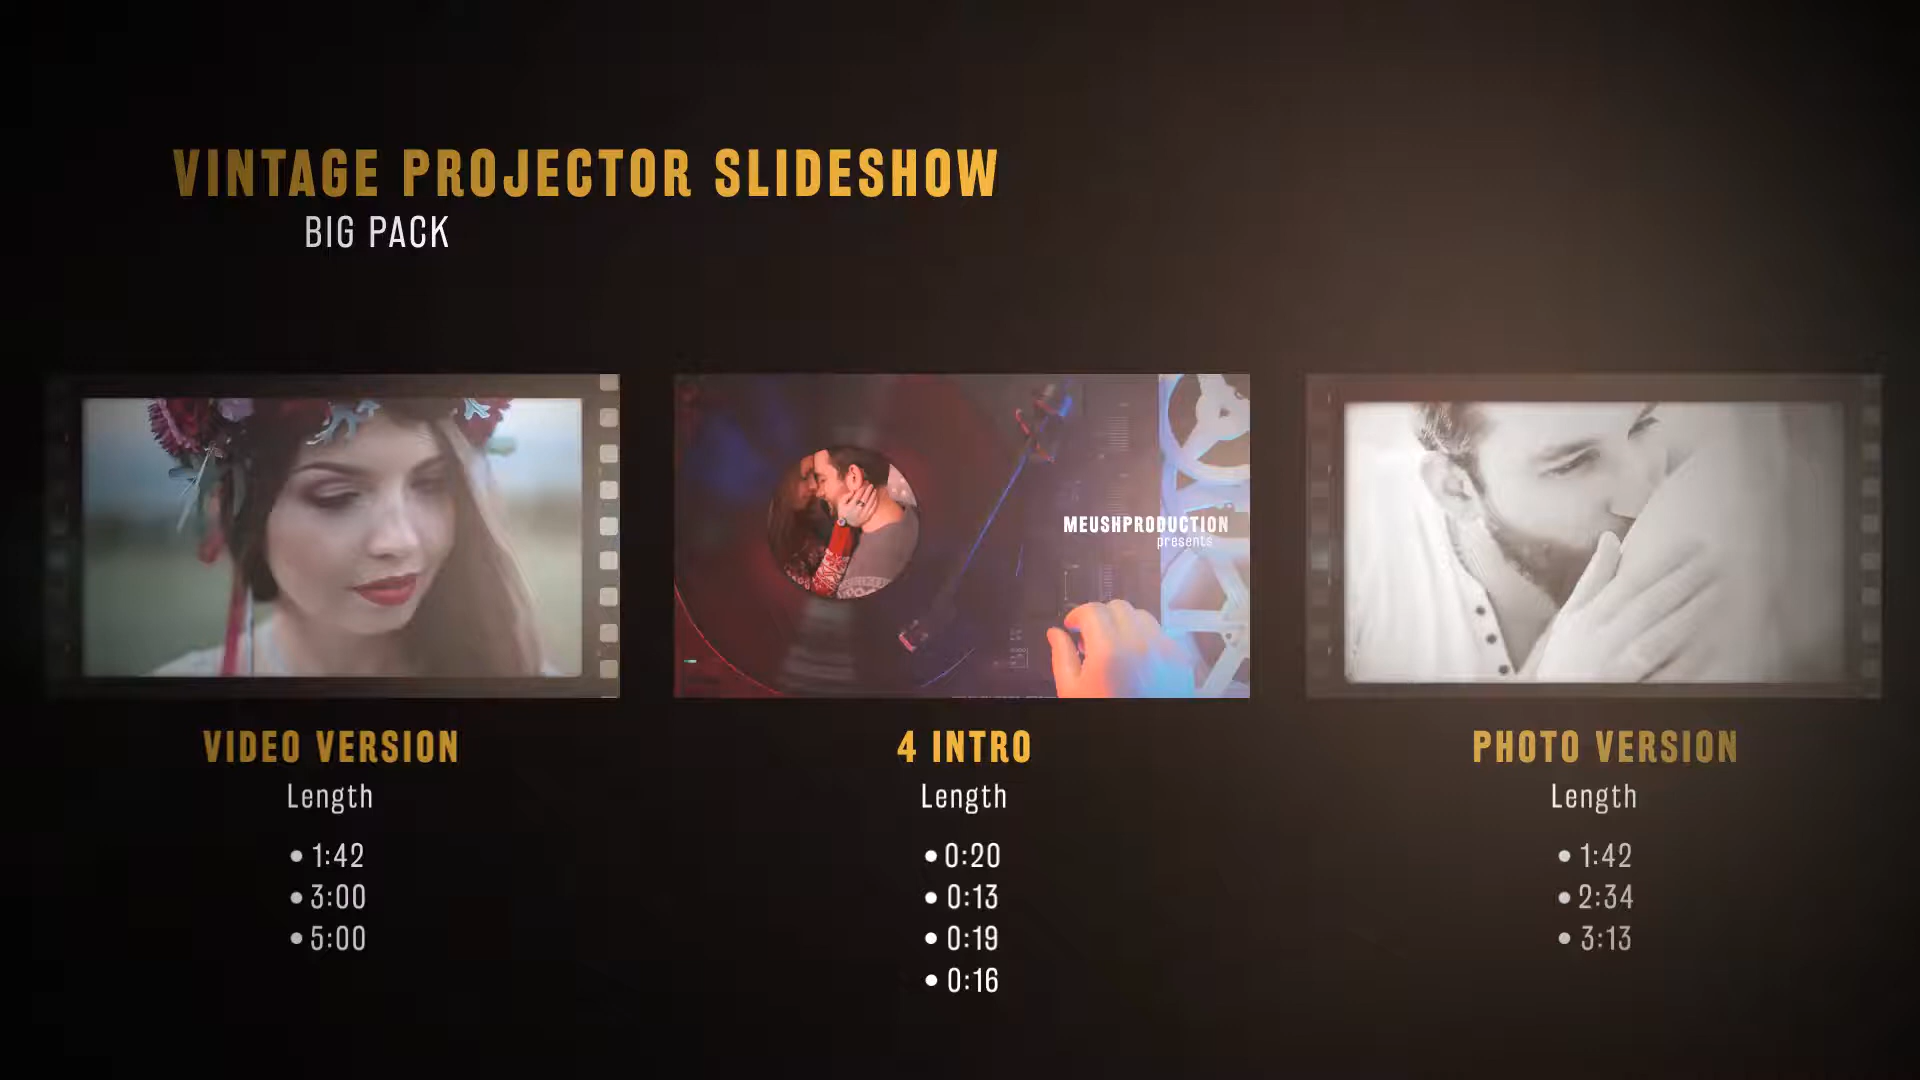 VINTAGE PROJECTOR SLIDESHOW
BIG PACK
MEUSHPRODUCTION
presents
VIDEO VERSION
Length
• 1:42
• 3:00
• 5:00
4 INTRO
Length
• 0:20
• 0:13
• 0:19
• 0:16
PHOTO VERSION
Length
• 1:42
• 2:34
• 3:13